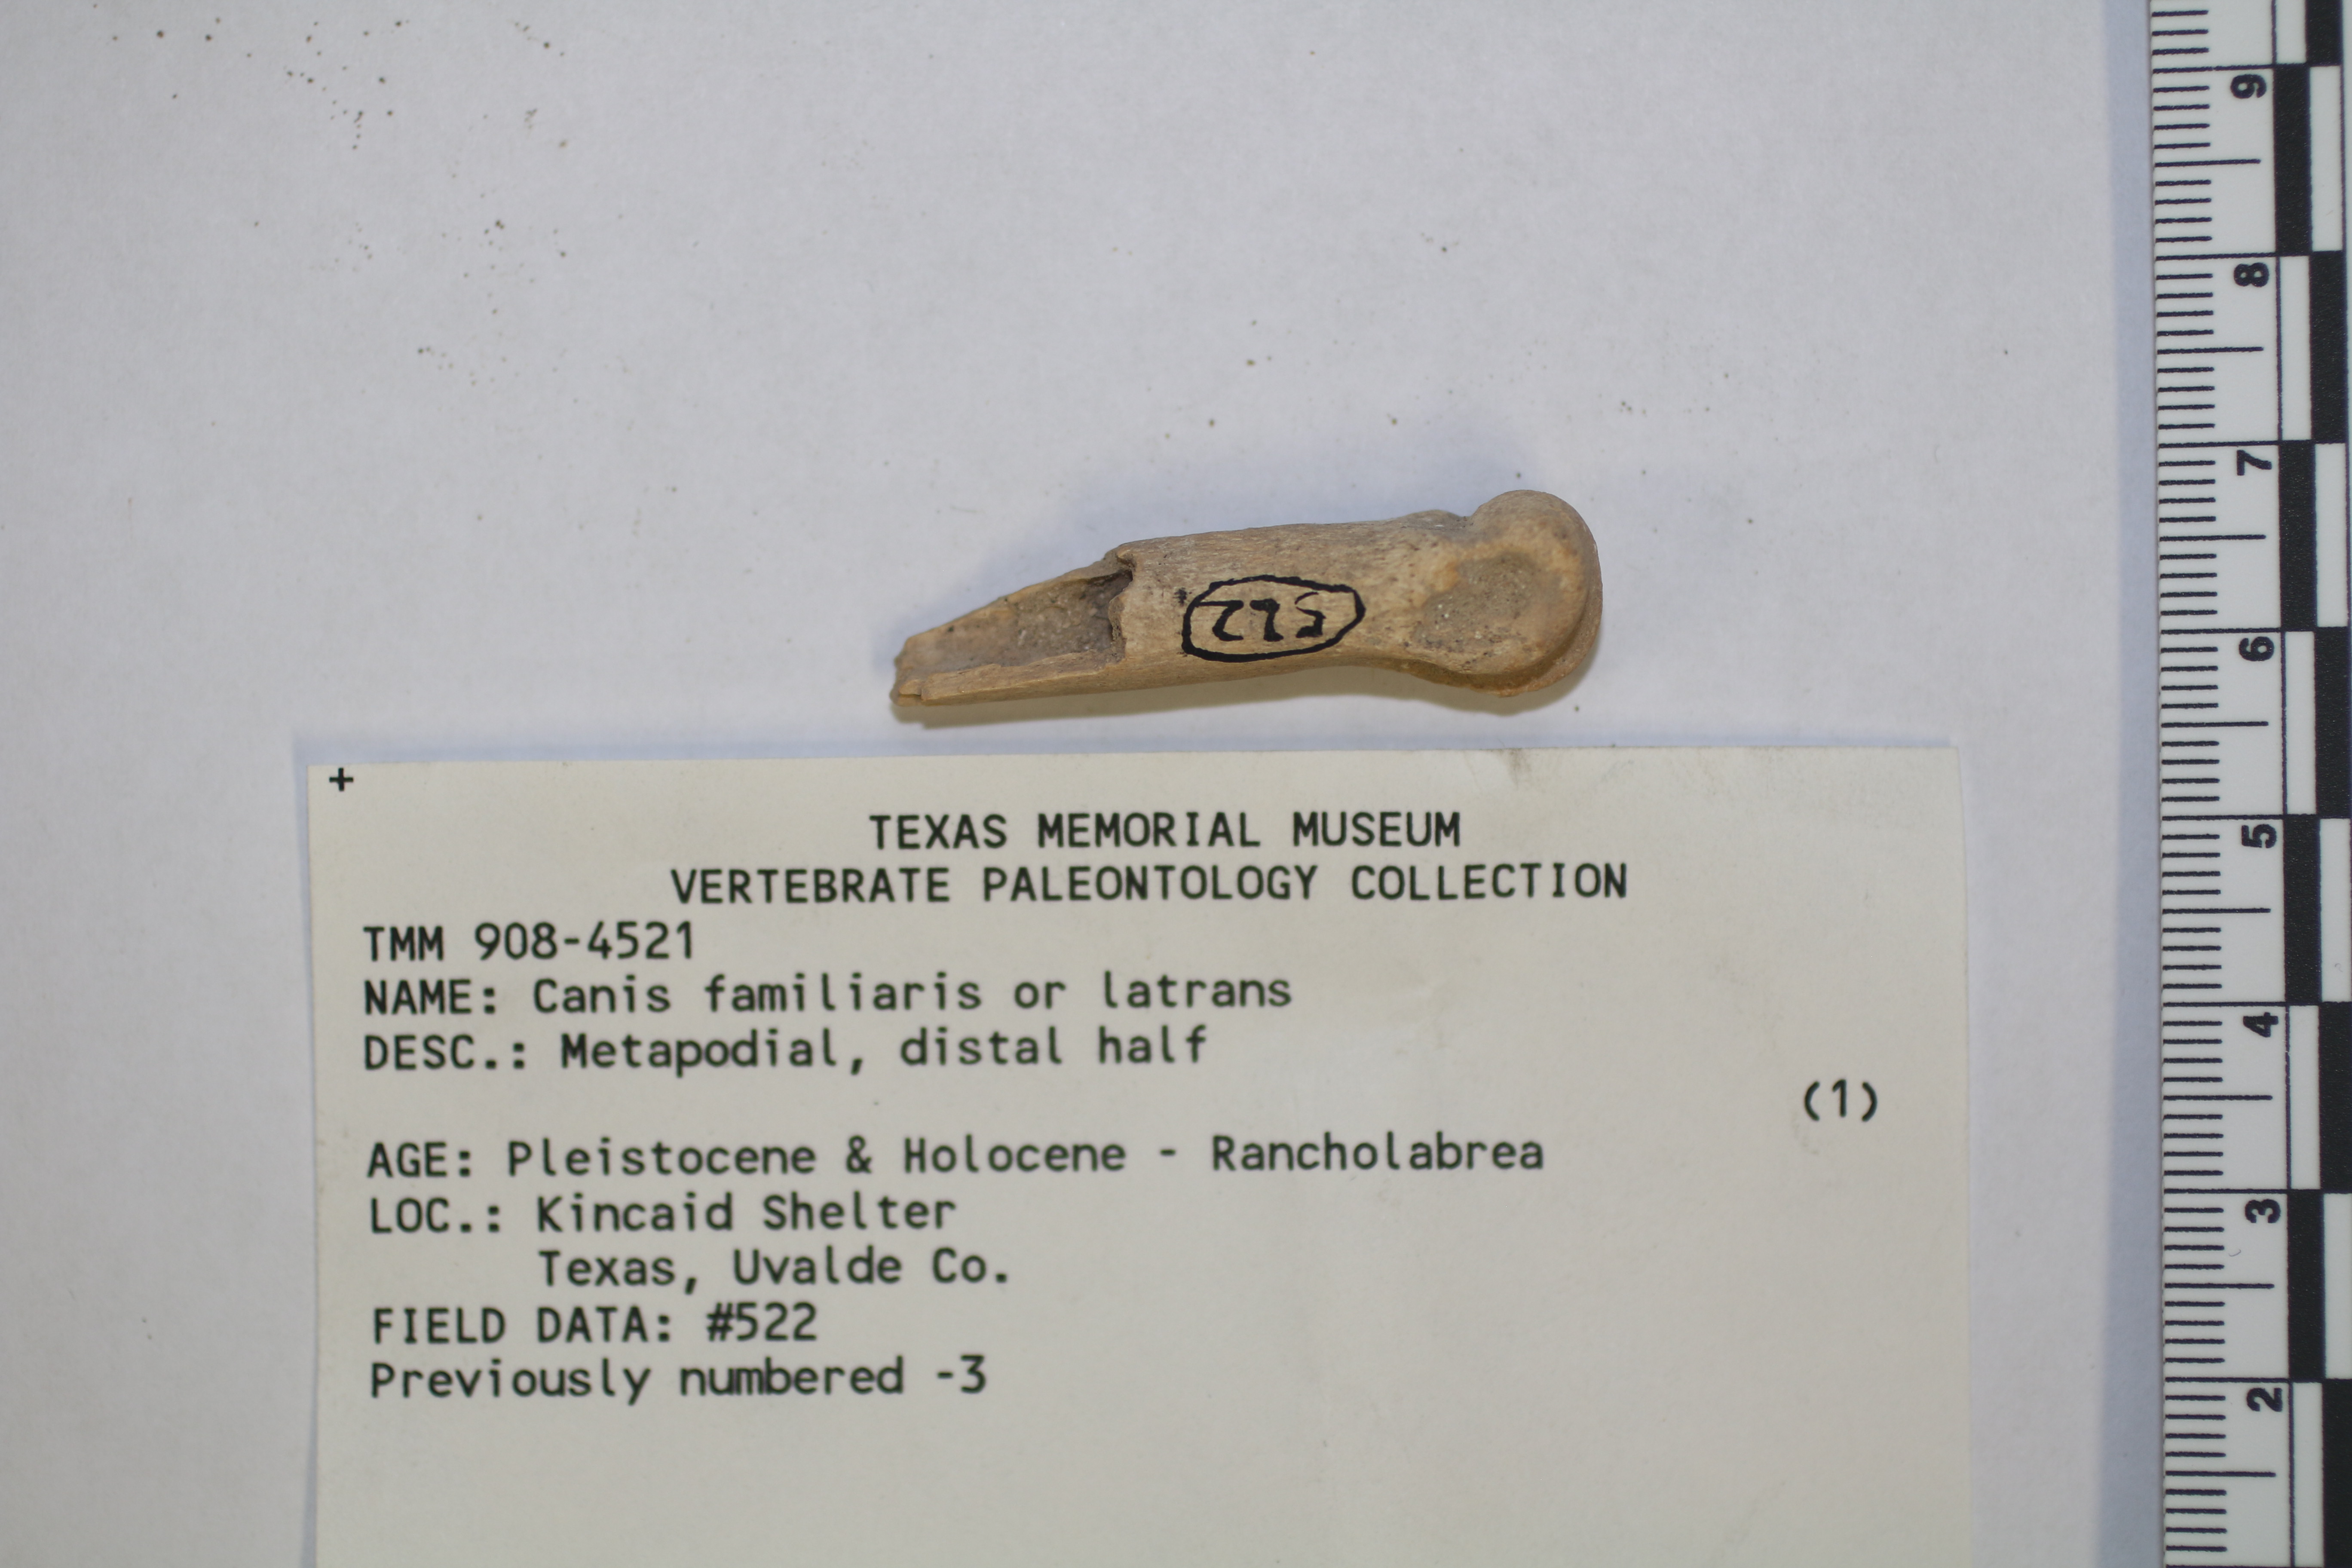 522
+
TEXAS MEMORIAL MUSEUM
VERTEBRATE PALEONTOLOGY COLLECTION
TMM 908-4521
NAME: Canis familiaris or latrans
DESC.: Metapodial, distal half
(1)
AGE: Pleistocene & Holocene - Rancholabrea
LOC.: Kincaid Shelter
Texas, Uvalde Co.
FIELD DATA: #522
Previously numbered -3
9
8
7
6
5
4
3
2